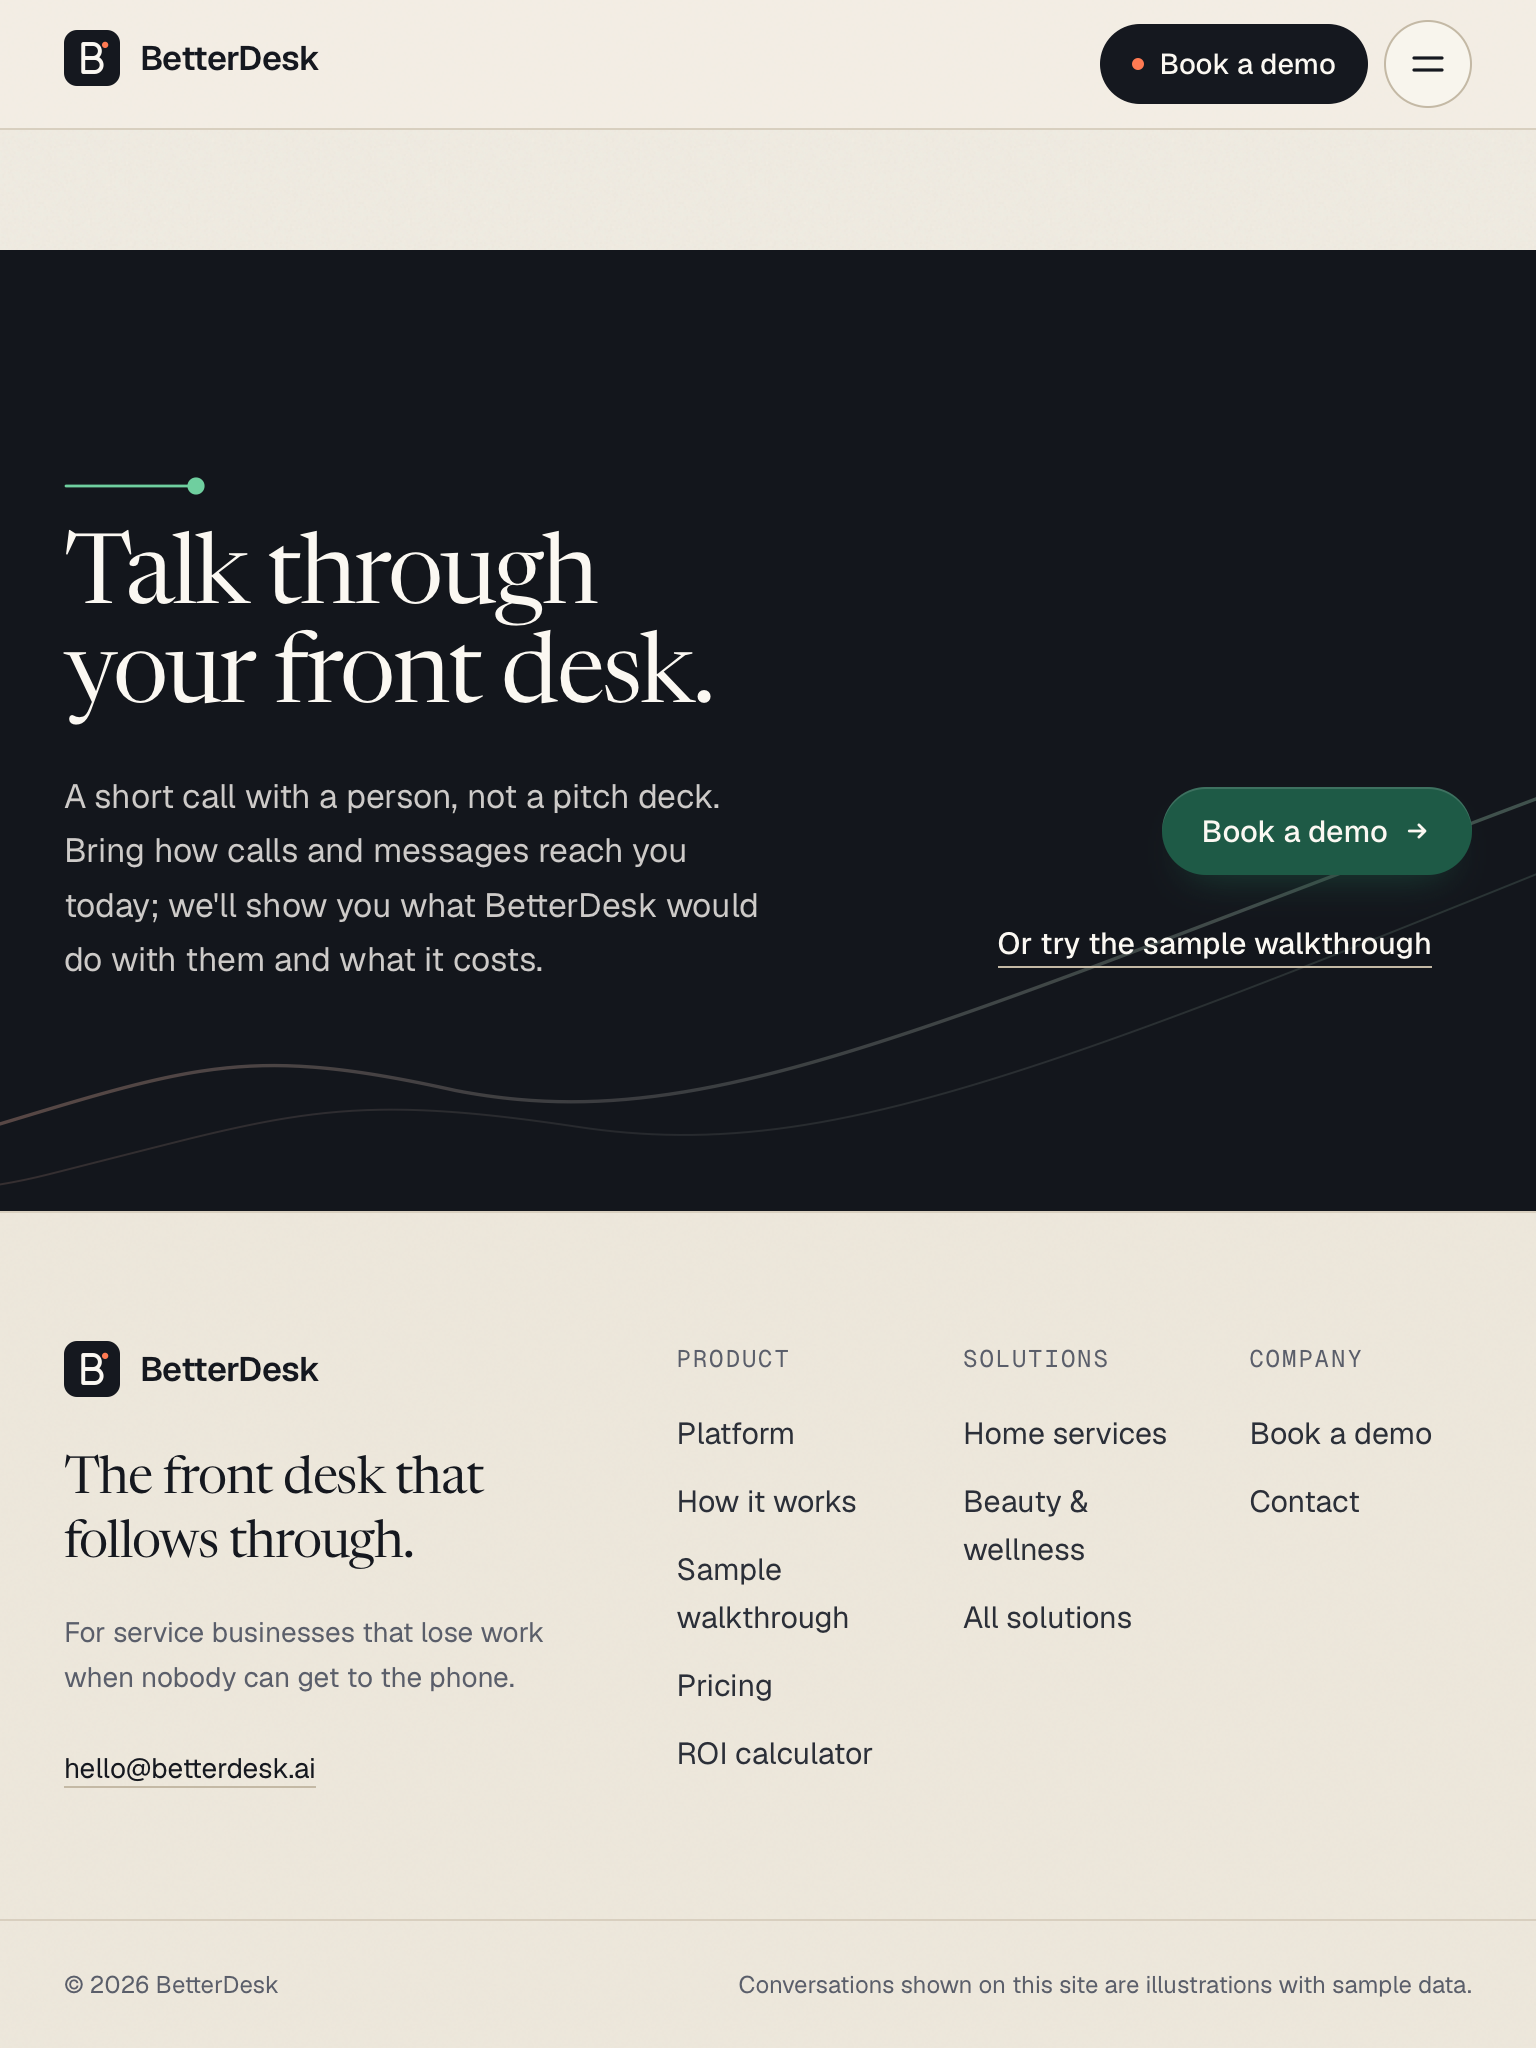 B BetterDesk
Book a demo
Talk through
your front desk.
A short call with a person, not a pitch deck.
Bring how calls and messages reach you
today; we'll show you what BetterDesk would
do with them and what it costs.
Book a demo →
Or try the sample walkthrough
B BetterDesk
The front desk that
follows through.
For service businesses that lose work
when nobody can get to the phone.
hello@betterdesk.ai
PRODUCT
Platform
How it works
Sample
walkthrough
Pricing
ROI calculator
SOLUTIONS
Home services
Beauty &
wellness
All solutions
COMPANY
Book a demo
Contact
© 2026 BetterDesk
Conversations shown on this site are illustrations with sample data.